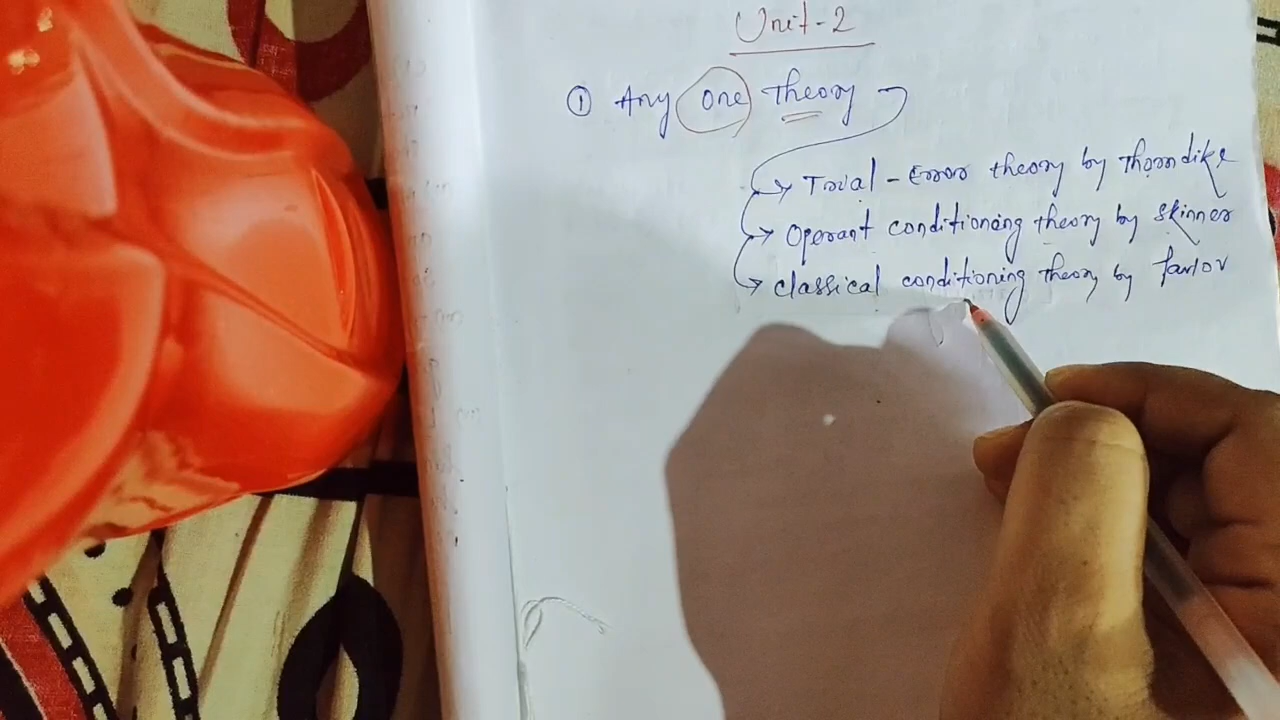 Unit-2
① Any one theory
→ Trial - Error theory by Thorndike
→ Operant conditioning theory by Skinner
→ classical conditioning theory by Pavlov